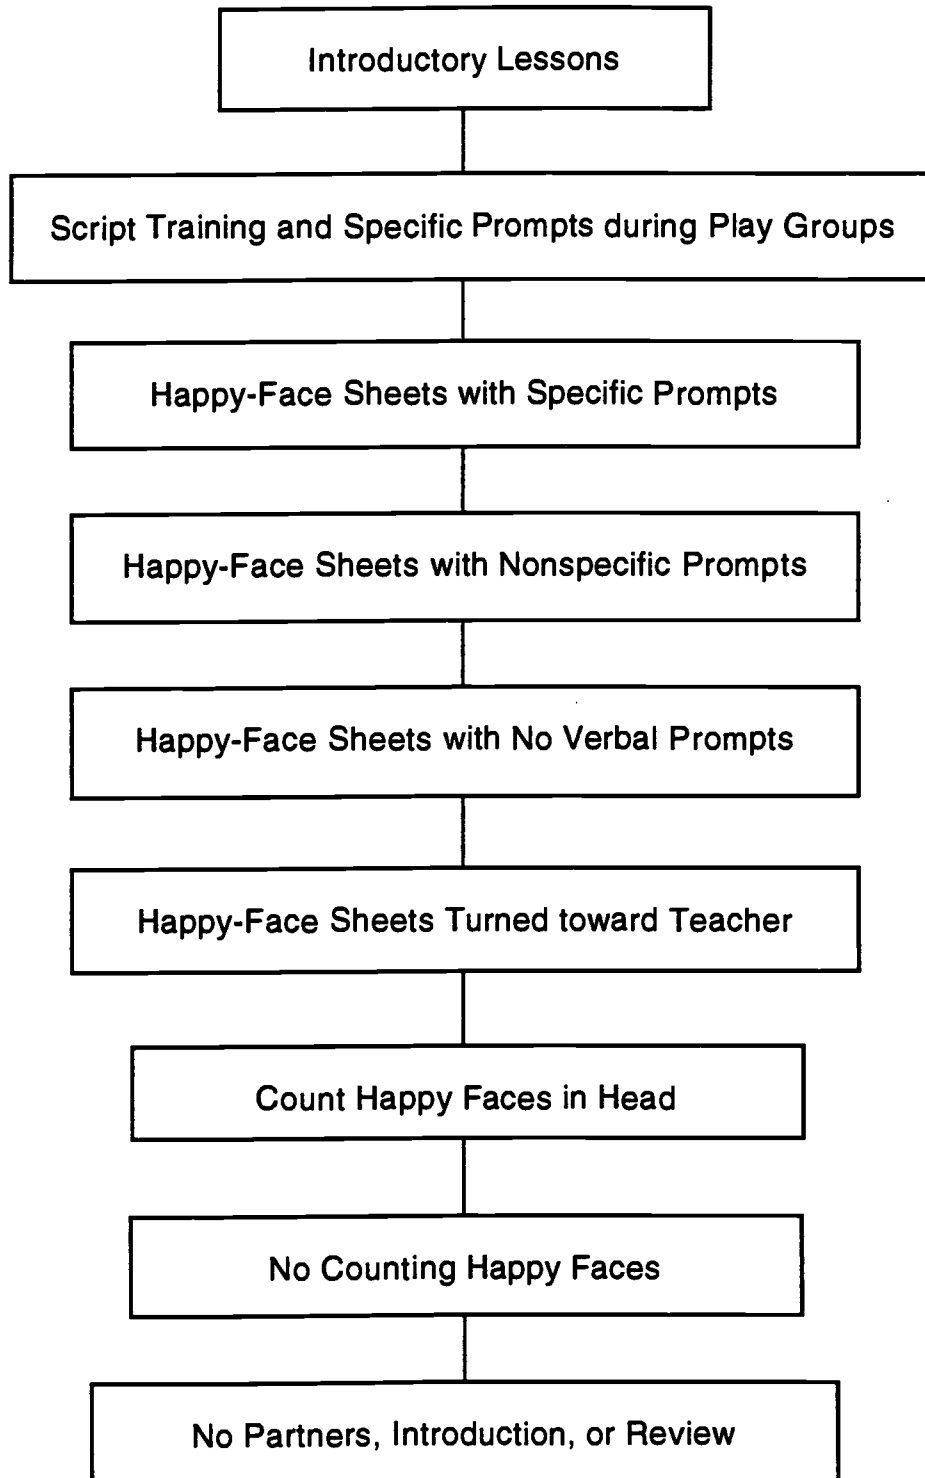 Introductory Lessons
Script Training and Specific Prompts during Play Groups
Happy-Face Sheets with Specific Prompts
Happy-Face Sheets with Nonspecific Prompts
Happy-Face Sheets with No Verbal Prompts
Happy-Face Sheets Turned toward Teacher
Count Happy Faces in Head
No Counting Happy Faces
No Partners, Introduction, or Review